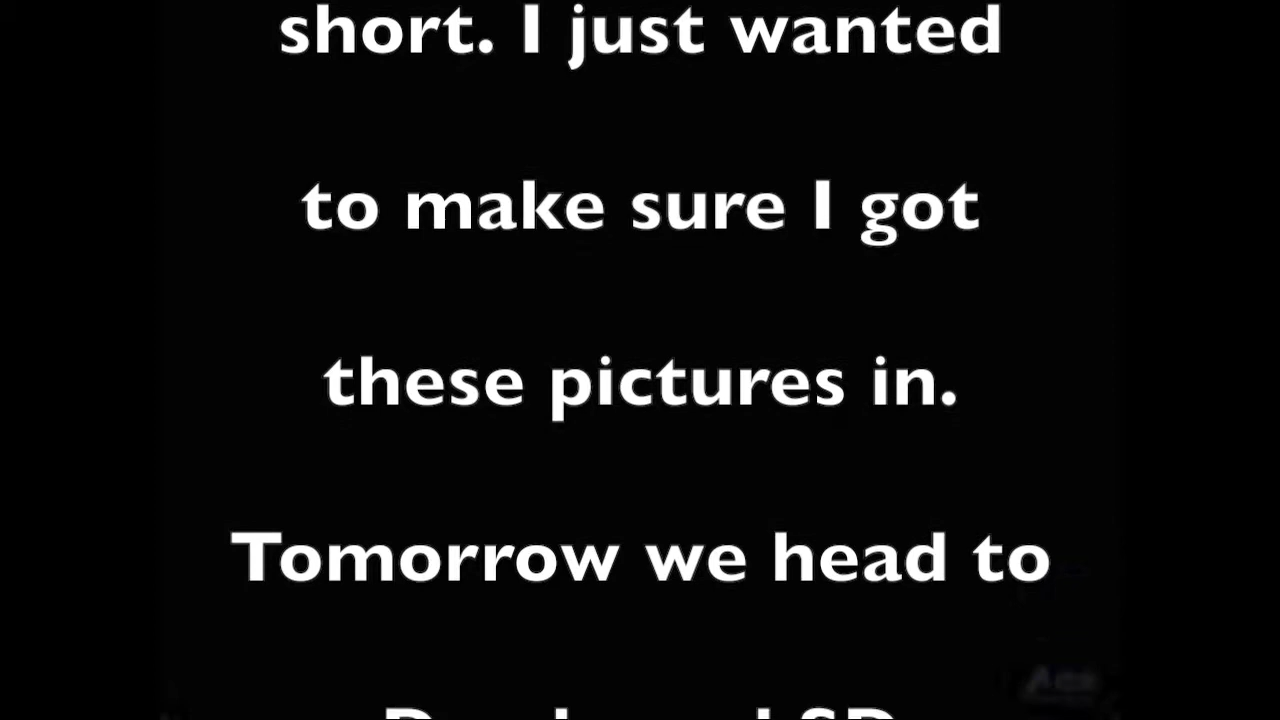 short. I just wanted
to make sure I got
these pictures in.
Tomorrow we head to